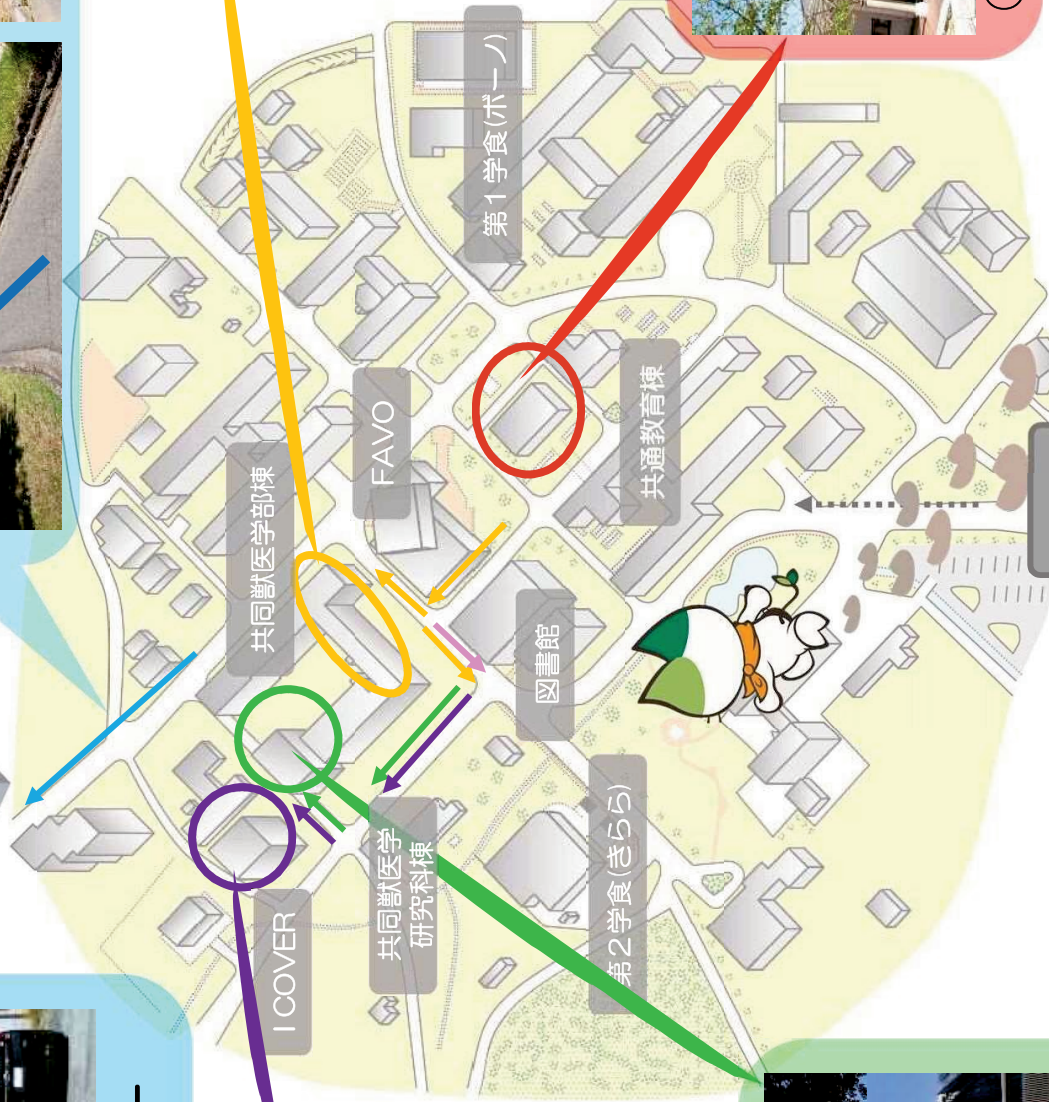 第1学食(ボーノ)
共通教育棟
FAVO
共同獣医学部棟
図書館
第2学食(きらら)
共同獣医学
研究科棟
I COVER